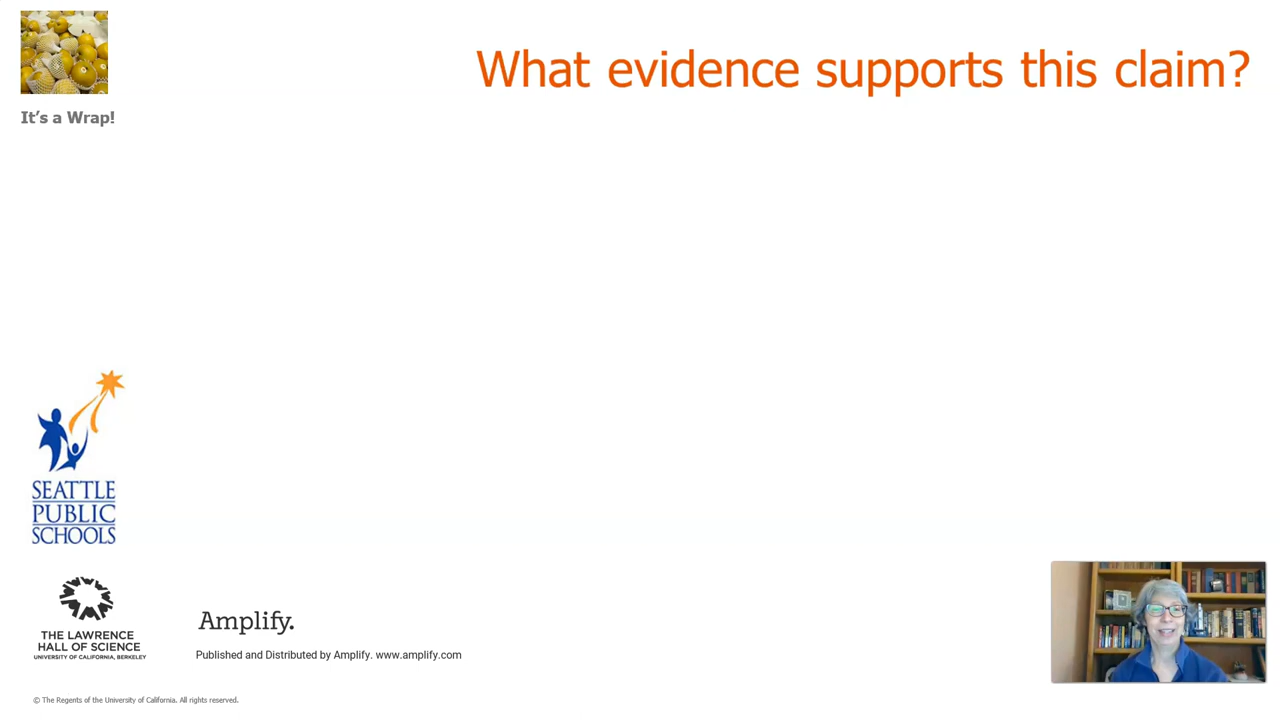 What evidence supports this claim?
It's a Wrap!
SEATTLE
PUBLIC
SCHOOLS
THE LAWRENCE
HALL OF SCIENCE
UNIVERSITY OF CALIFORNIA, BERKELEY
Amplify.
Published and Distributed by Amplify. www.amplify.com
© The Regents of the University of California. All rights reserved.